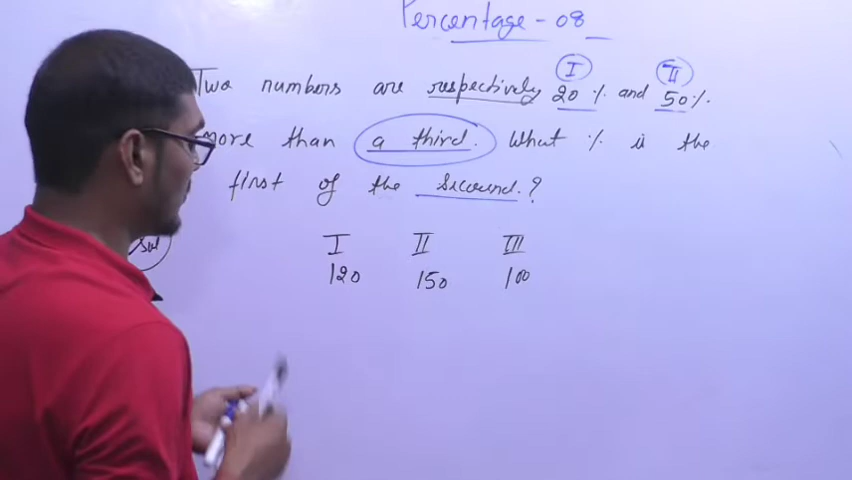 Percentage - 08
Two numbers are respectively 20% and 50%
I II
more than a third. What % is the
first of the Second.?
Sol
I II III
120 150 100